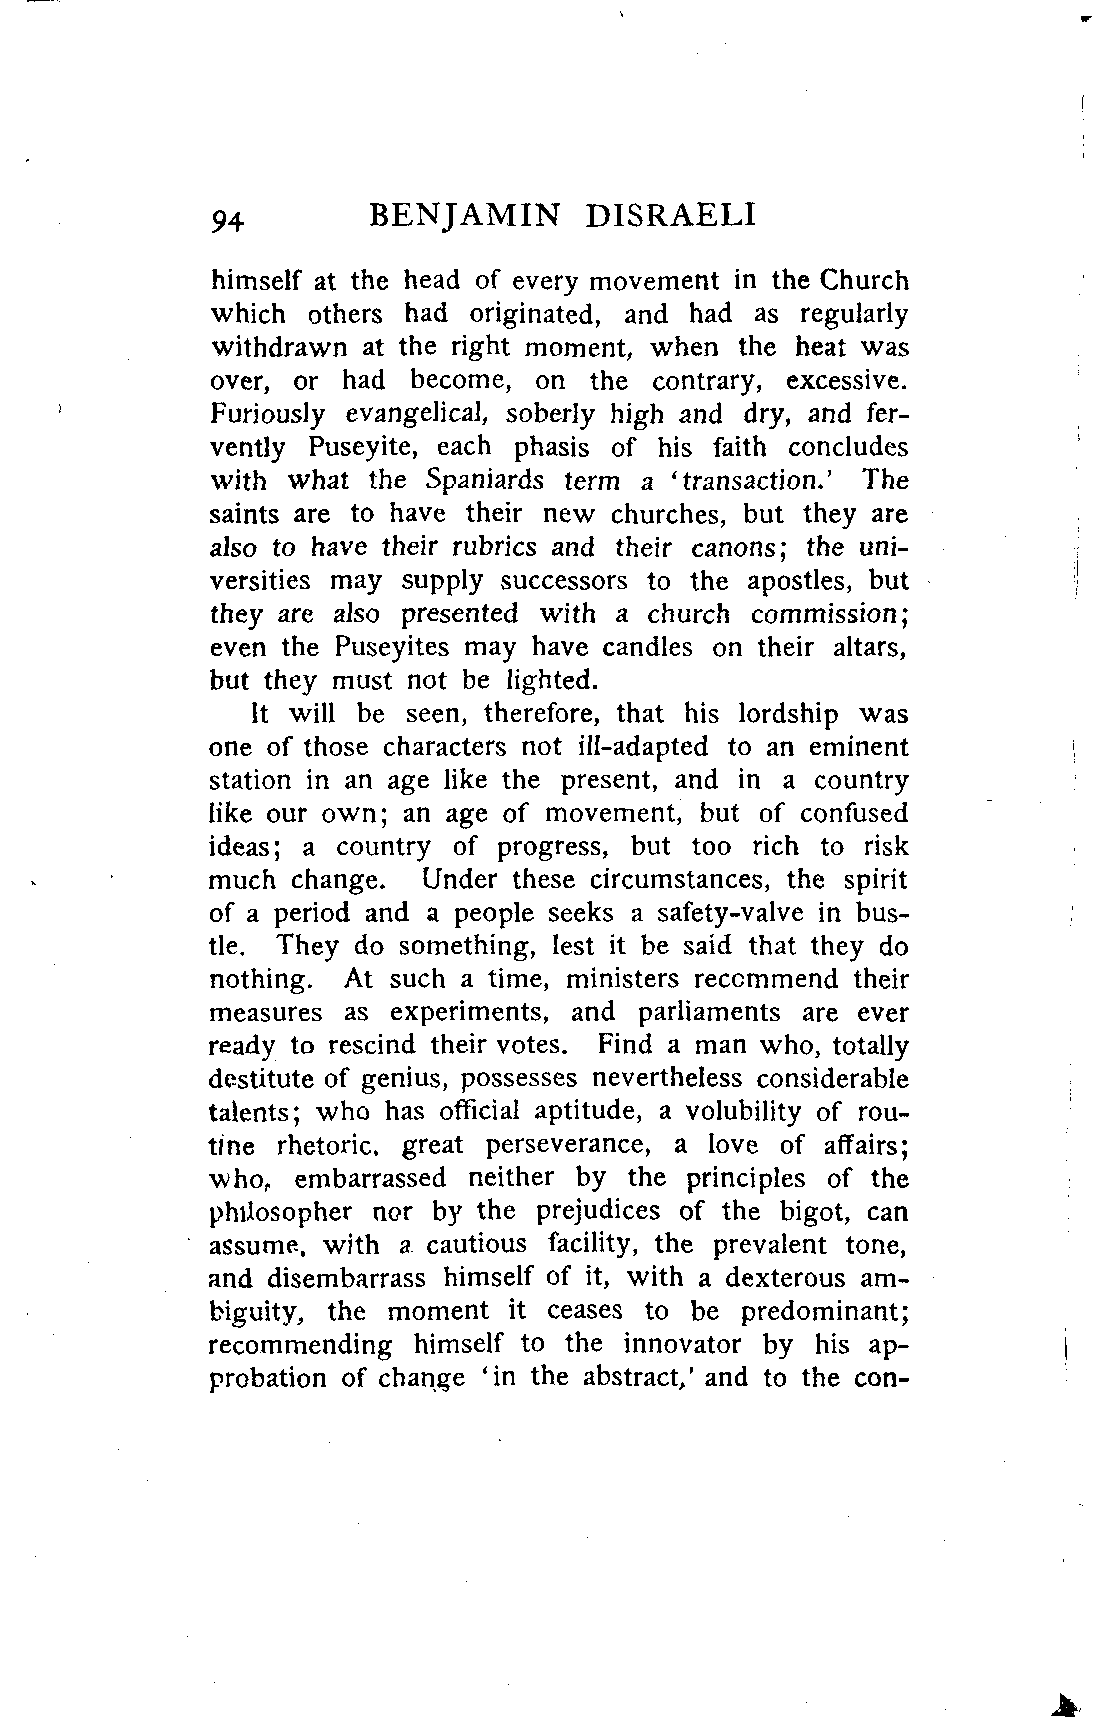 94 BENJAMIN DISRAELI
himself at the head of every movement in the Church
which others had originated, and had as regularly
withdrawn at the right moment, when the heat was
over, or had become, on the contrary, excessive.
Furiously evangelical, soberly high and dry, and fer-
vently Puseyite, each phasis of his faith concludes
with what the Spaniards term a ‘transaction.’ The
saints are to have their new churches, but they are
also to have their rubrics and their canons; the uni-
versities may supply successors to the apostles, but
they are also presented with a church commission;
even the Puseyites may have candles on their altars,
but they must not be lighted.
It will be seen, therefore, that his lordship was
one of those characters not ill-adapted to an eminent
station in an age like the present, and in a country
like our own; an age of movement, but of confused
ideas; a country of progress, but too rich to risk
much change. Under these circumstances, the spirit
of a period and a people seeks a safety-valve in bus-
tle. They do something, lest it be said that they do
nothing. At such a time, ministers recommend their
measures as experiments, and parliaments are ever
ready to rescind their votes. Find a man who, totally
destitute of genius, possesses nevertheless considerable
talents; who has official aptitude, a volubility of rou-
tine rhetoric, great perseverance, a love of affairs;
who, embarrassed neither by the principles of the
philosopher nor by the prejudices of the bigot, can
assume, with a cautious facility, the prevalent tone,
and disembarrass himself of it, with a dexterous am-
biguity, the moment it ceases to be predominant;
recommending himself to the innovator by his ap-
probation of change ‘in the abstract,’ and to the con-